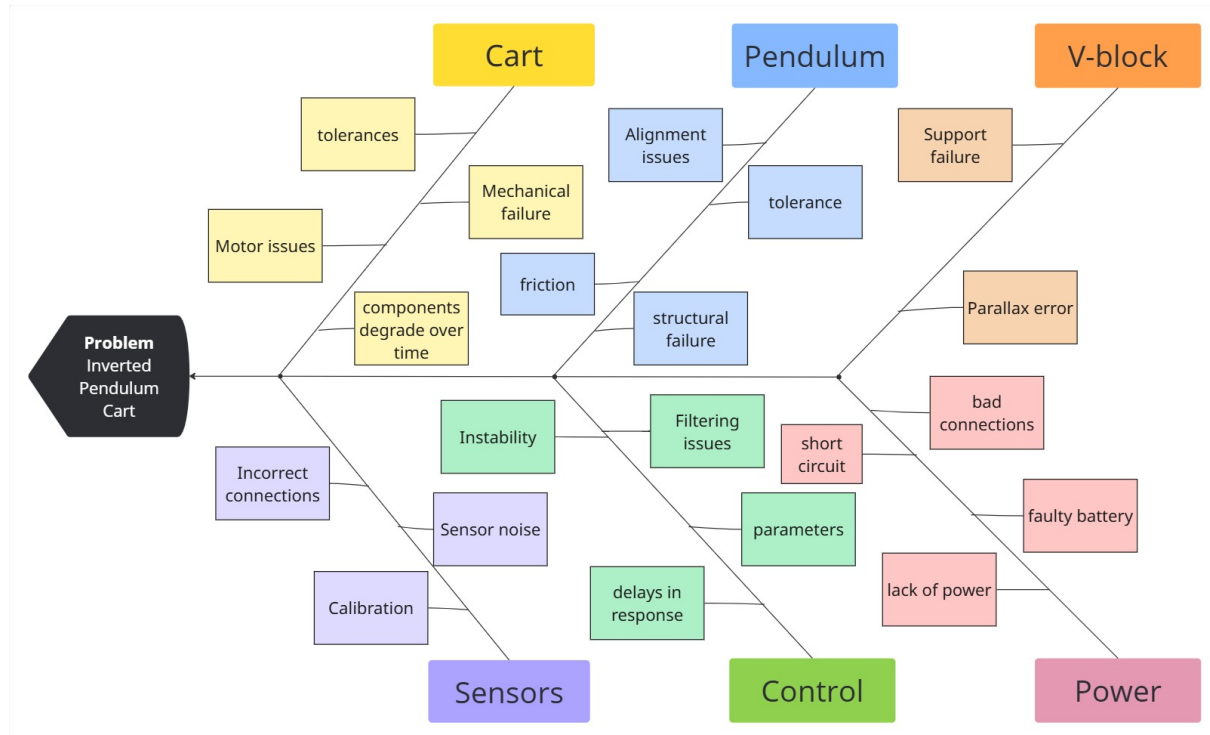 Cart
Pendulum
V-block
tolerances
Mechanical
failure
Motor issues
components
degrade over
time
Alignment
issues
tolerance
friction
structural
failure
Support
failure
Parallax error
Problem
Inverted
Pendulum
Cart
Incorrect
connections
Sensor noise
Calibration
Instability
Filtering
issues
parameters
delays in
response
bad
connections
short
circuit
faulty battery
lack of power
Sensors
Control
Power